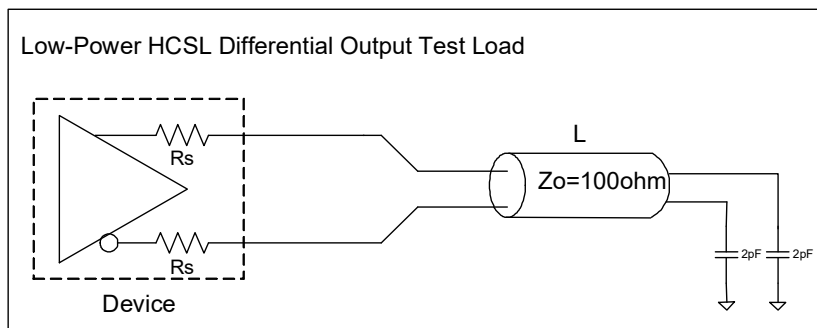 Low-Power HCSL Differential Output Test Load
Rs
L
Zo=100ohm
2pF 2pF
Rs
Device